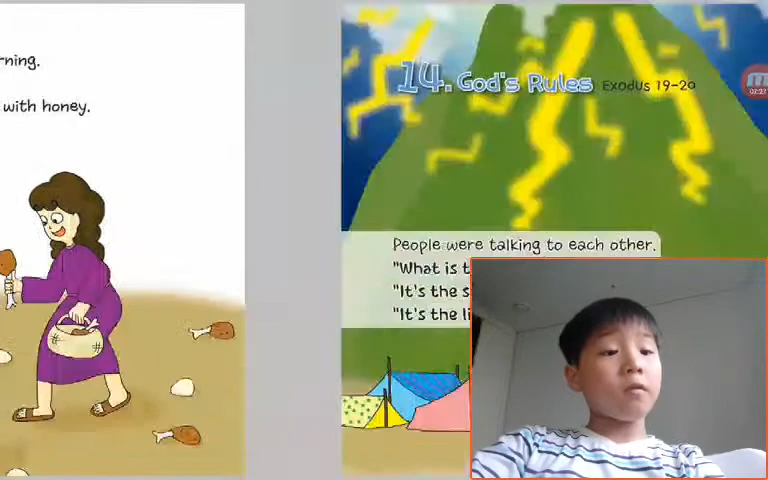 rning.
with honey.
14. God's Rules Exodus 19-20
People were talking to each other.
"What is t
"It's the s
"It's the li